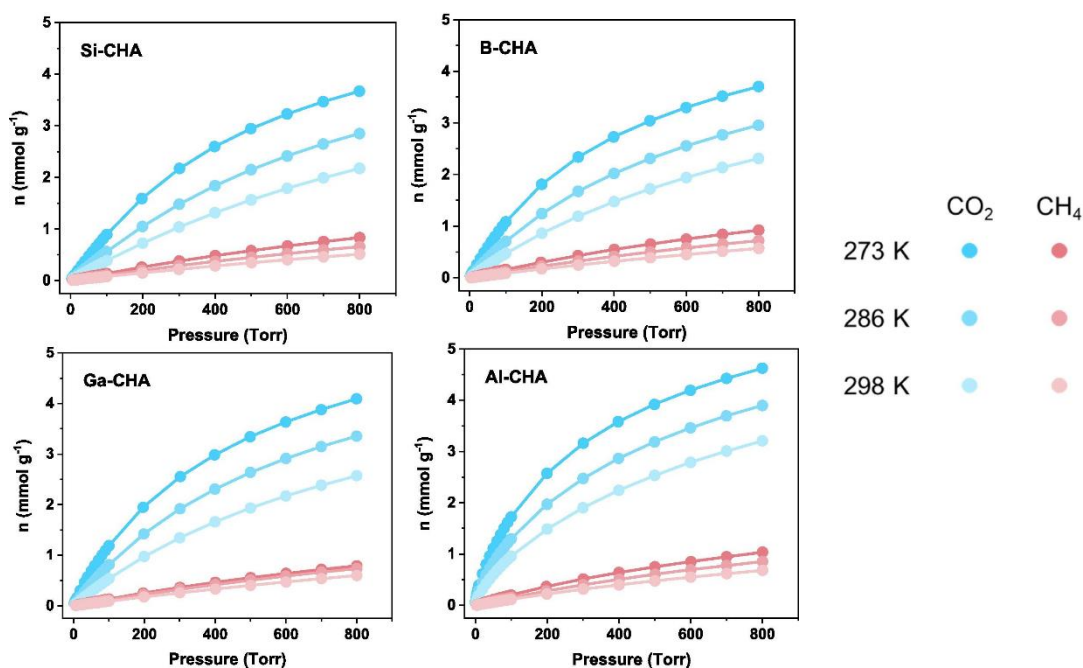 Si-CHA
n (mmol g⁻¹)
5
4
3
2
1
0
0 200 400 600 800
Pressure (Torr)
B-CHA
n (mmol g⁻¹)
5
4
3
2
1
0
0 200 400 600 800
Pressure (Torr)
Ga-CHA
n (mmol g⁻¹)
5
4
3
2
1
0
0 200 400 600 800
Pressure (Torr)
Al-CHA
n (mmol g⁻¹)
5
4
3
2
1
0
0 200 400 600 800
Pressure (Torr)
CO₂ CH₄
273 K
286 K
298 K